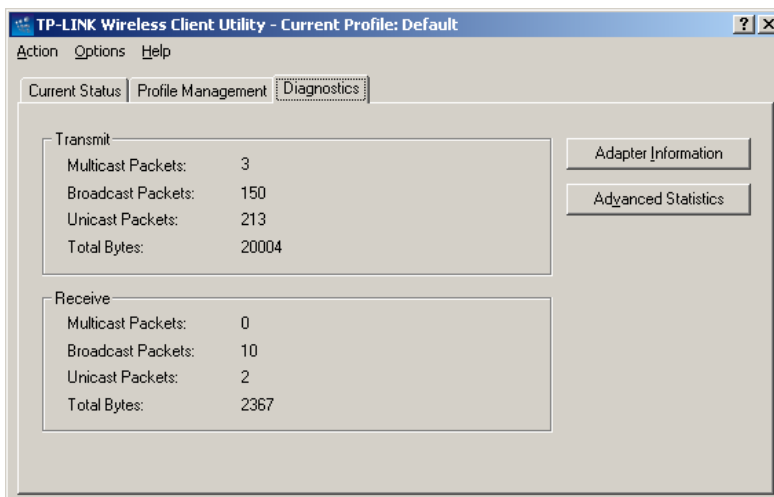 TP-LINK Wireless Client Utility - Current Profile: Default
Action Options Help
Current Status Profile Management Diagnostics
Transmit
Multicast Packets: 3
Broadcast Packets: 150
Unicast Packets: 213
Total Bytes: 20004
Adapter Information
Advanced Statistics
Receive
Multicast Packets: 0
Broadcast Packets: 10
Unicast Packets: 2
Total Bytes: 2367